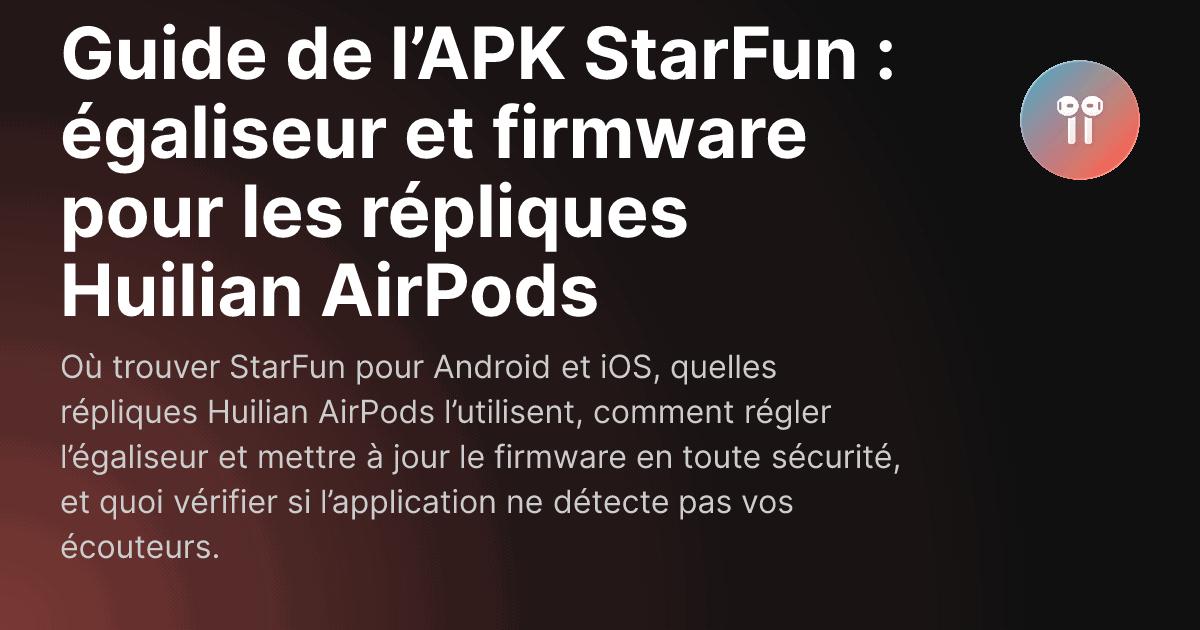 Guide de l’APK StarFun :
égaliseur et firmware
pour les répliques
Huilian AirPods
Où trouver StarFun pour Android et iOS, quelles
répliques Huilian AirPods l’utilisent, comment régler
l’égaliseur et mettre à jour le firmware en toute sécurité,
et quoi vérifier si l’application ne détecte pas vos
écouteurs.